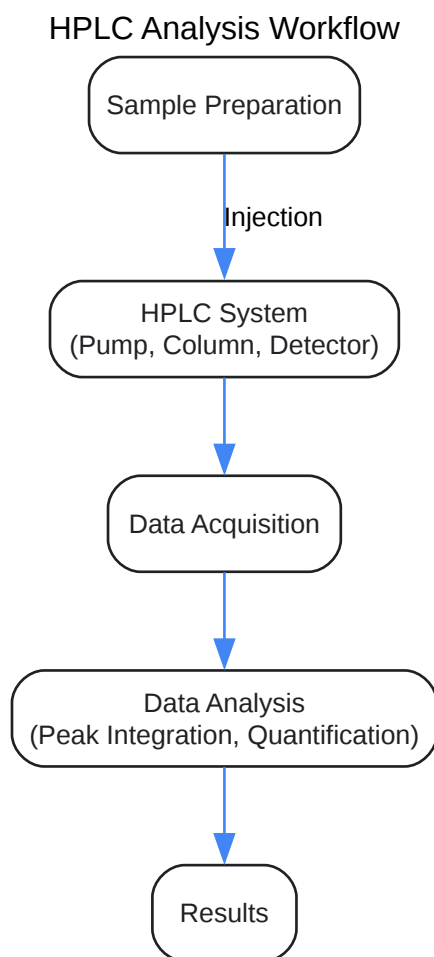 HPLC Analysis Workflow
Sample Preparation
Injection
HPLC System
(Pump, Column, Detector)
Data Acquisition
Data Analysis
(Peak Integration, Quantification)
Results